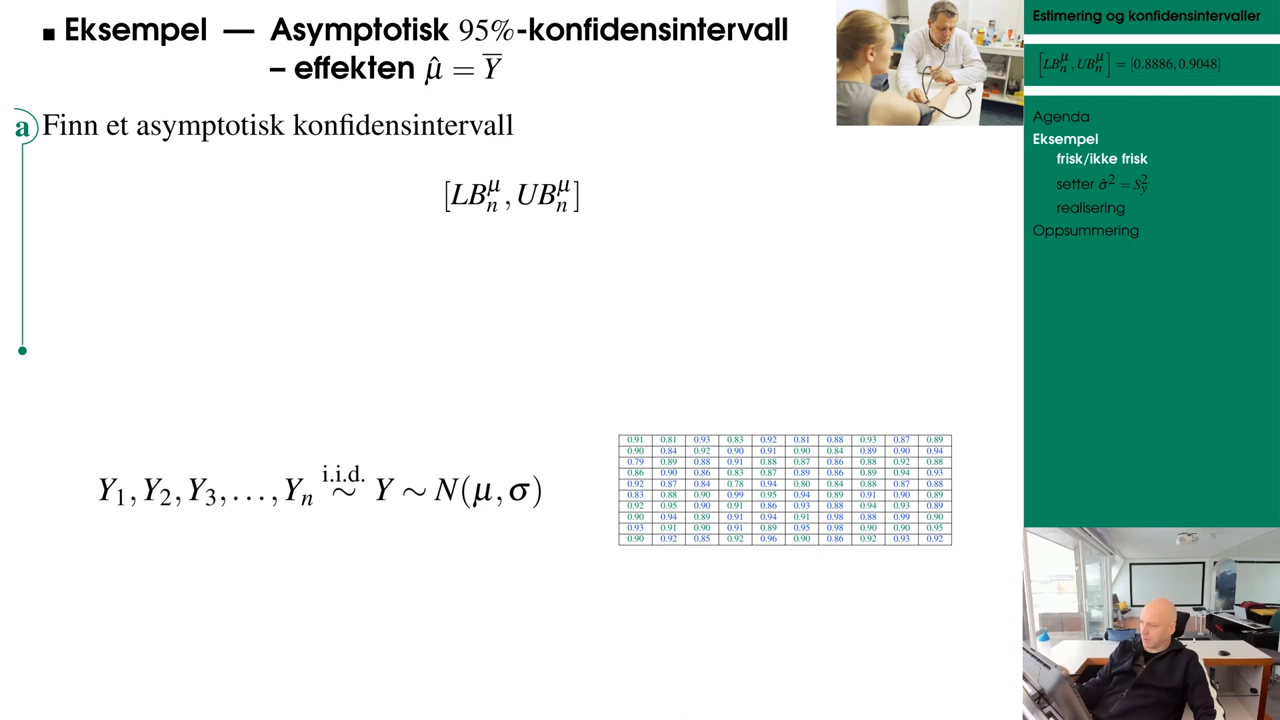 ▪ Eksempel — Asymptotisk 95%-konfidensintervall
– effekten μ̂ = Y̅
a Finn et asymptotisk konfidensintervall
[LBₙ^μ, UBₙ^μ]
Y₁, Y₂, Y₃, …, Yₙ i.i.d. ∼ Y ∼ N(μ, σ)
0.91 0.81 0.93 0.83 0.92 0.81 0.88 0.93 0.87 0.89
0.90 0.84 0.92 0.90 0.91 0.90 0.84 0.89 0.90 0.94
0.79 0.89 0.88 0.91 0.88 0.87 0.86 0.88 0.92 0.88
0.86 0.90 0.86 0.83 0.87 0.89 0.86 0.89 0.94 0.93
0.92 0.87 0.84 0.78 0.94 0.80 0.84 0.88 0.87 0.88
0.83 0.88 0.90 0.99 0.95 0.94 0.89 0.91 0.90 0.89
0.92 0.95 0.90 0.91 0.86 0.93 0.88 0.94 0.93 0.89
0.90 0.94 0.89 0.91 0.94 0.91 0.98 0.88 0.99 0.90
0.93 0.91 0.90 0.91 0.89 0.95 0.98 0.90 0.90 0.95
0.90 0.92 0.85 0.92 0.96 0.90 0.86 0.92 0.93 0.92
Estimering og konfidensintervaller
[LBₙ^μ, UBₙ^μ] = [0.8886, 0.9048]
Agenda
Eksempel
frisk/ikke frisk
setter σ̂² = S²_y
realisering
Oppsummering